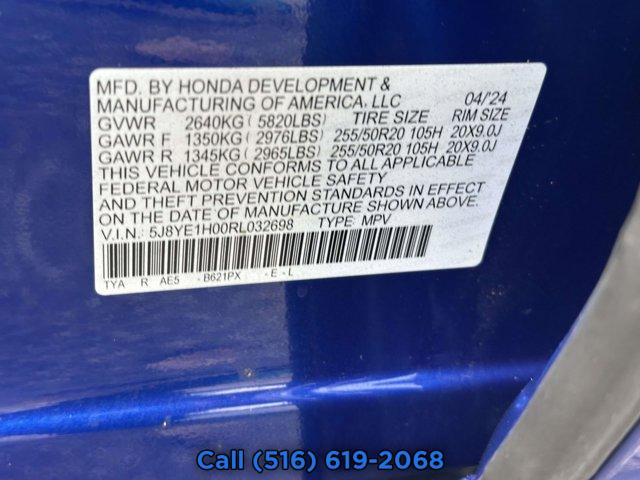 MFD. BY HONDA DEVELOPMENT &
MANUFACTURING OF AMERICA, LLC 04/'24
GVWR 2640KG ( 5820LBS) TIRE SIZE RIM SIZE
GAWR F 1350KG ( 2976LBS) 255/50R20 105H 20X9.0J
GAWR R 1345KG ( 2965LBS) 255/50R20 105H 20X9.0J
THIS VEHICLE CONFORMS TO ALL APPLICABLE
FEDERAL MOTOR VEHICLE SAFETY
AND THEFT PREVENTION STANDARDS IN EFFECT
ON THE DATE OF MANUFACTURE SHOWN ABOVE.
V.I.N: 5J8YE1H00RL032698 TYPE: MPV
TYA R AE5 - B621PX - E - L
Call (516) 619-2068